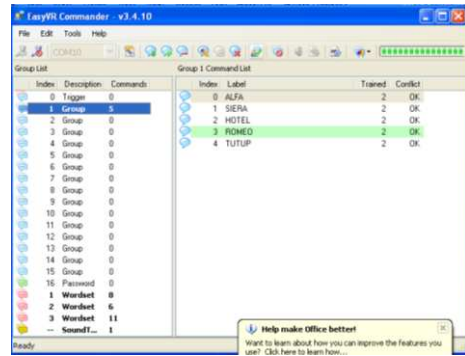 EasyVR Commander - v3.4.10
File Edit Tools Help
COM10
Group List
Index Description Commands
0 Trigger 0
1 Group 5
2 Group 0
3 Group 0
4 Group 0
5 Group 0
6 Group 0
7 Group 0
8 Group 0
9 Group 0
10 Group 0
11 Group 0
12 Group 0
13 Group 0
14 Group 0
15 Group 0
16 Password 0
1 Wordset 8
2 Wordset 6
3 Wordset 11
-- SoundT... 1
Group 1 Command List
Index Label Trained Conflict
0 ALFA 2 OK
1 SIERA 2 OK
2 HOTEL 2 OK
3 ROMEO 2 OK
4 TUTUP 2 OK
Help make Office better!
Want to learn about how you can improve the features you
use? Click here to learn how...
Ready